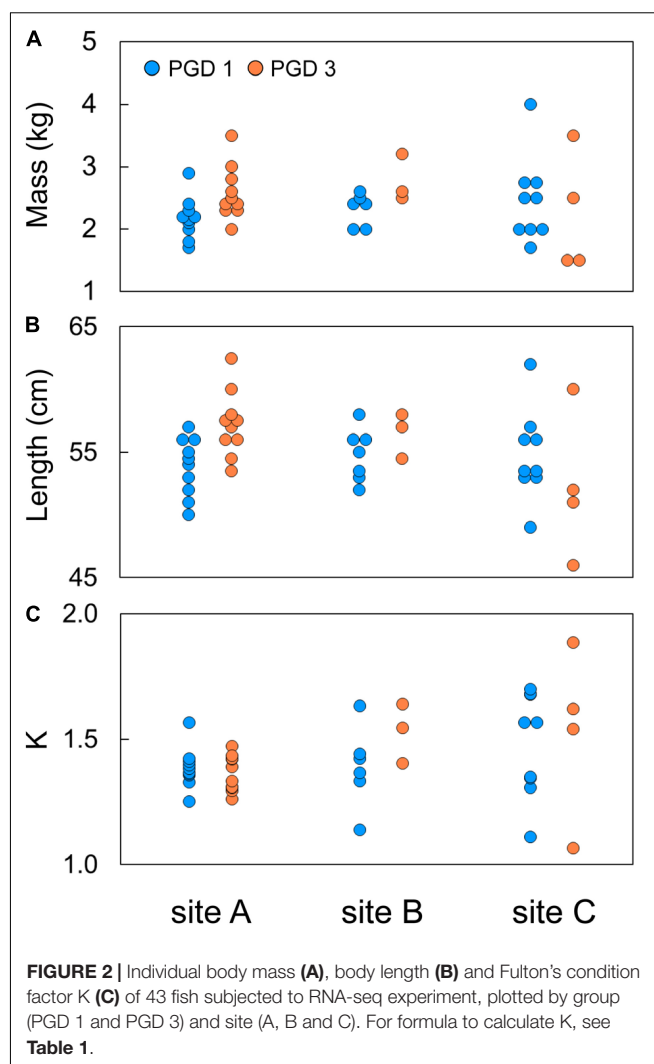 A
5
4
3
2
1
Mass (kg)
PGD 1 PGD 3
B
65
55
45
Length (cm)
C
2.0
1.5
1.0
K
site A site B site C
FIGURE 2 | Individual body mass (A), body length (B) and Fulton's condition
factor K (C) of 43 fish subjected to RNA-seq experiment, plotted by group
(PGD 1 and PGD 3) and site (A, B and C). For formula to calculate K, see
Table 1.